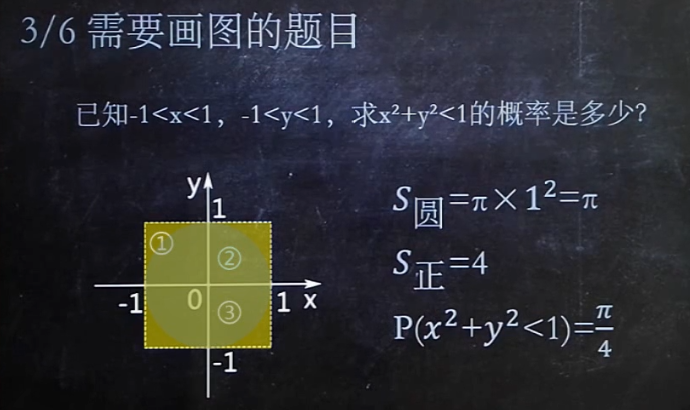 3/6 需要画图的题目
已知-1<x<1，-1<y<1，求x²+y²<1的概率是多少？
y
1
①
②
-1
0
1
x
③
-1
S圆=π×1²=π
S正=4
P(x²+y²<1)=π/4